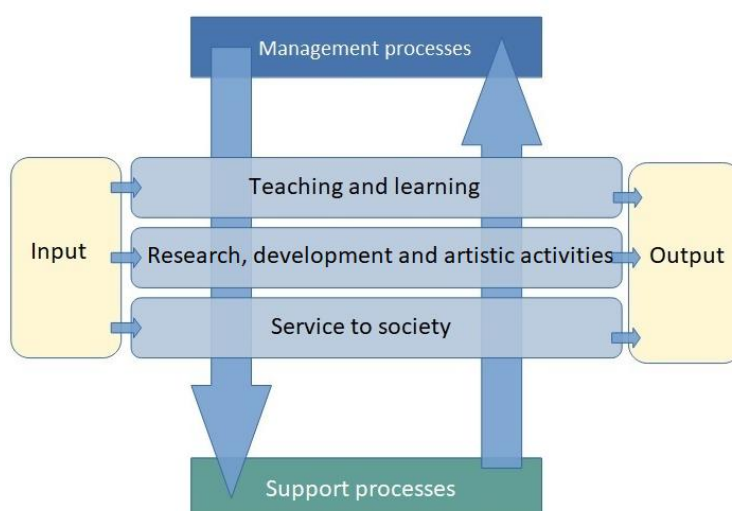 Management processes
Teaching and learning
Input
Research, development and artistic activities
Output
Service to society
Support processes